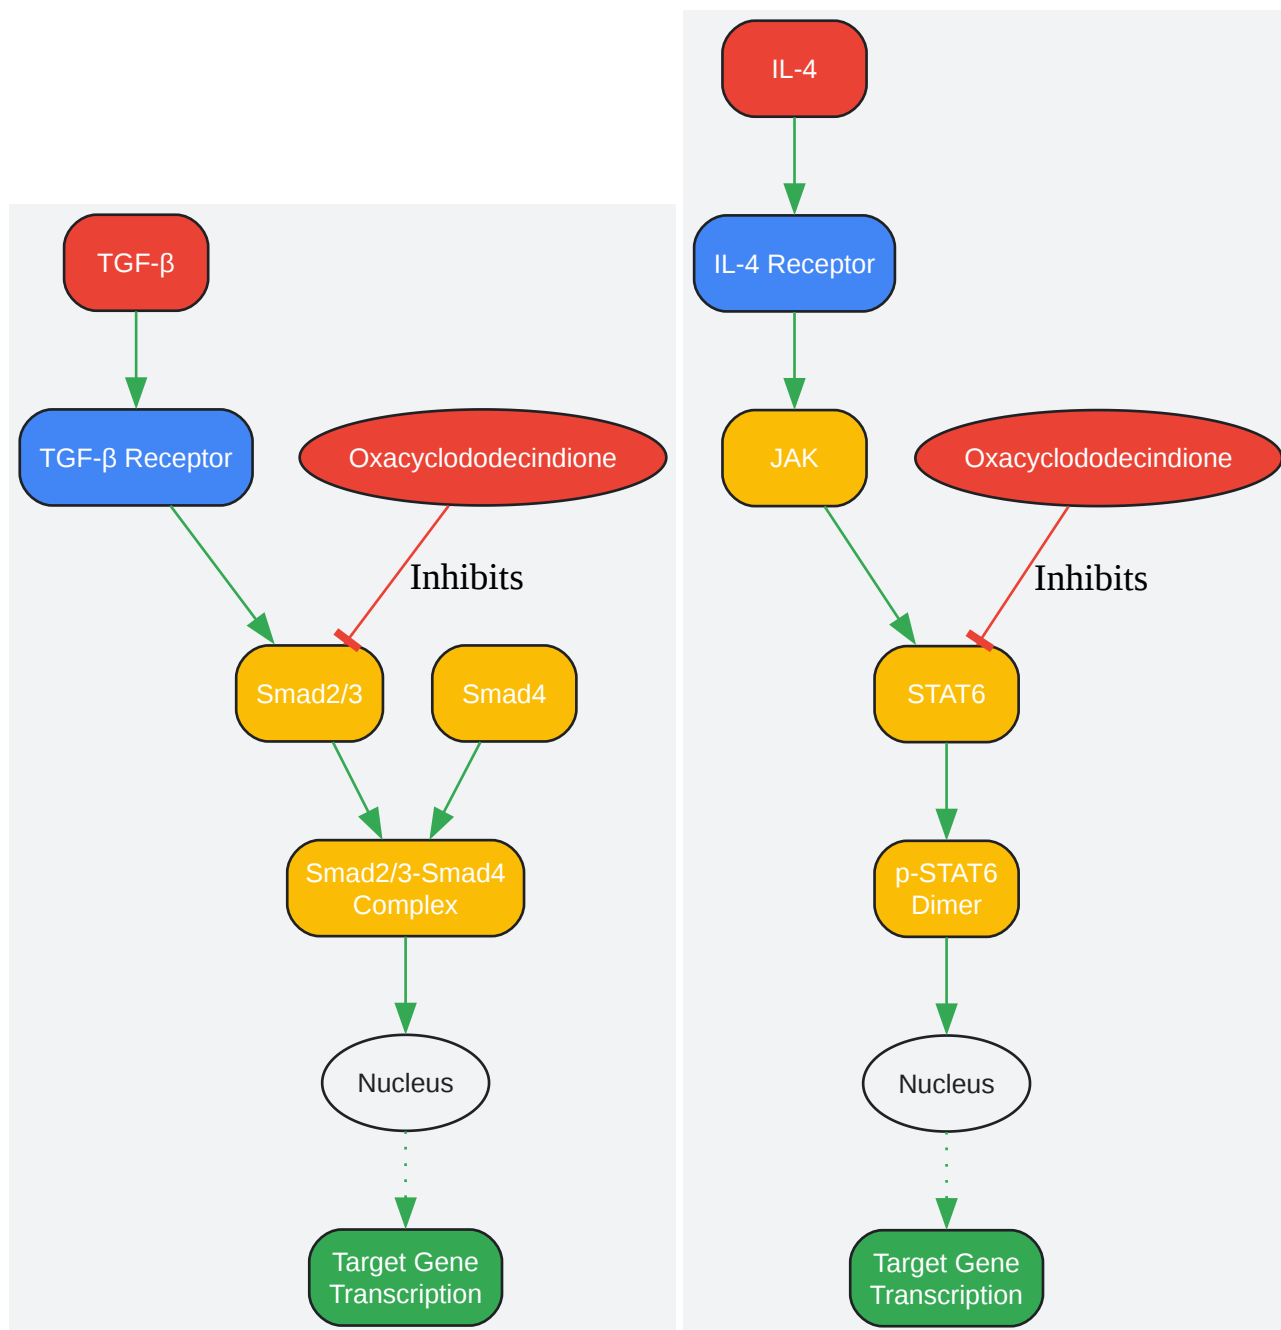 TGF-β
TGF-β Receptor
Oxacyclododecindione
Inhibits
Smad2/3
Smad4
Smad2/3-Smad4
Complex
Nucleus
Target Gene
Transcription
IL-4
IL-4 Receptor
JAK
Oxacyclododecindione
Inhibits
STAT6
p-STAT6
Dimer
Nucleus
Target Gene
Transcription